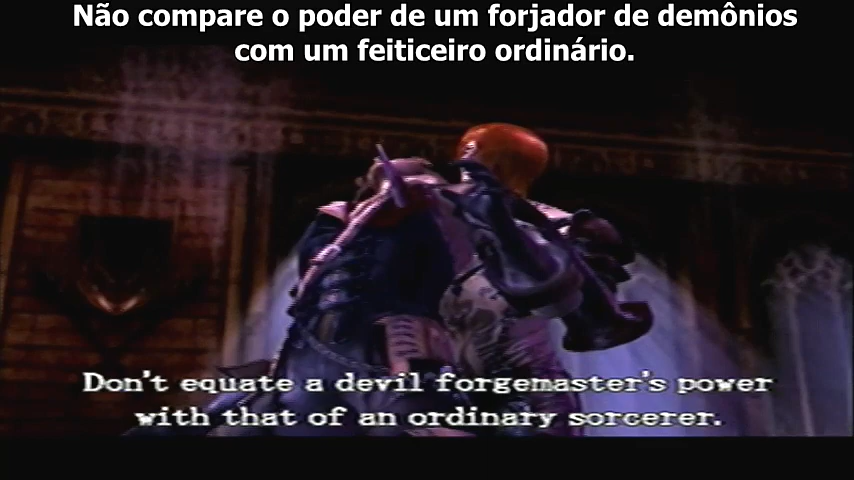 Não compare o poder de um forjador de demônios
com um feiticeiro ordinário.
Don't equate a devil forgemaster's power
with that of an ordinary sorcerer.